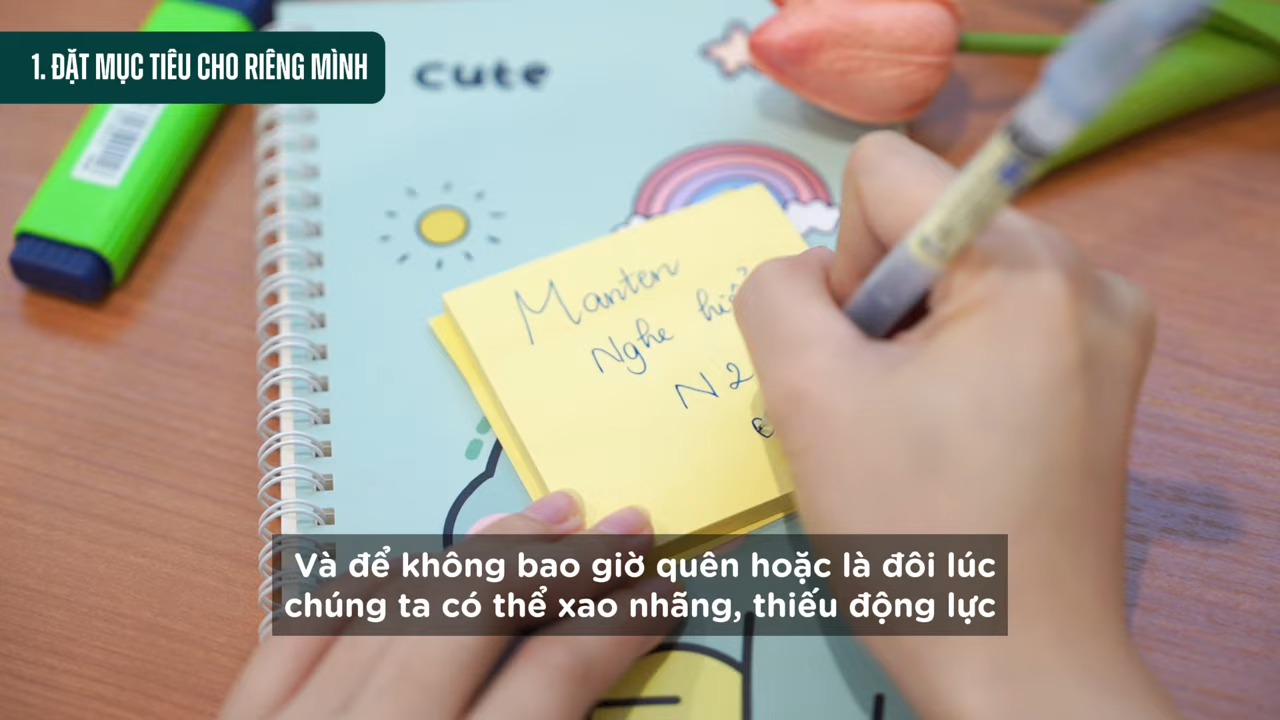 1. ĐẶT MỤC TIÊU CHO RIÊNG MÌNH
cute
Manten
Nghe
N2
Và để không bao giờ quên hoặc là đôi lúc
chúng ta có thể xao nhãng, thiếu động lực